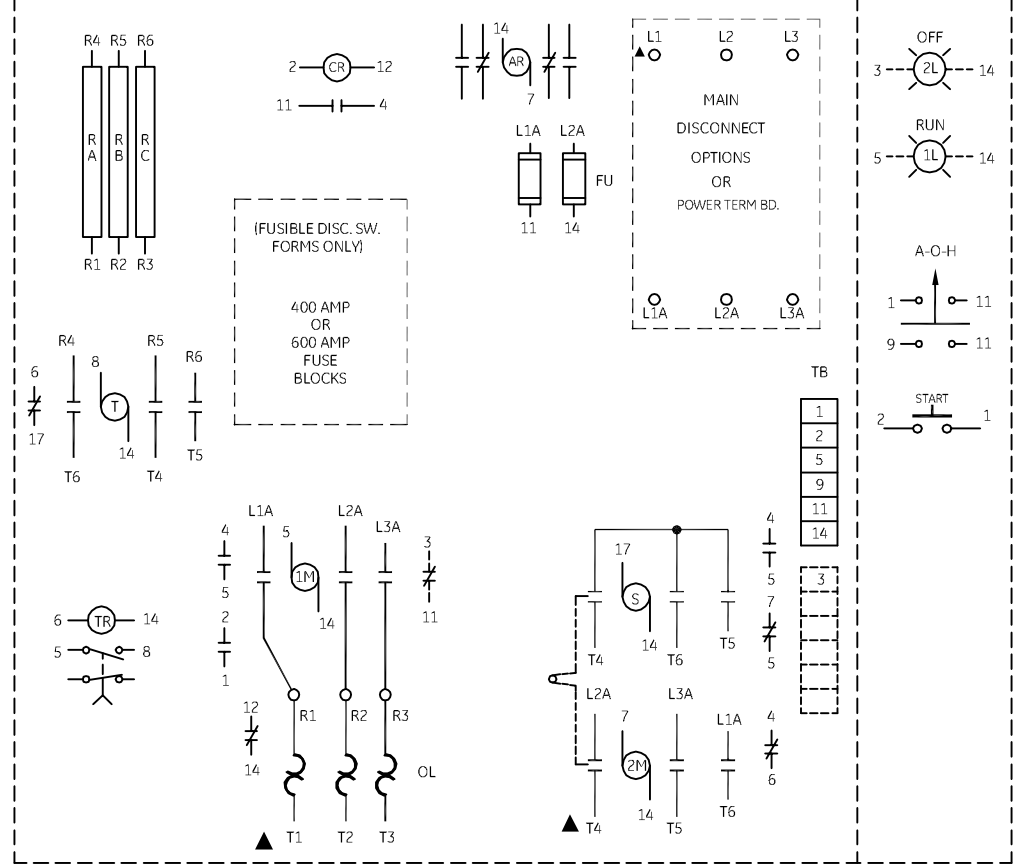 R4 R5 R6
R A
R B
R C
R1 R2 R3
2 CR 12
11 4
14
AR
7
L1 L2 L3
MAIN
DISCONNECT
OPTIONS
OR
POWER TERM BD.
L1A L2A L3A
L1A L2A
FU
11 14
OFF
3 2L 14
RUN
5 1L 14
A-O-H
1 11
9 11
START
2 1
(FUSIBLE DISC. SW.
FORMS ONLY)
400 AMP
OR
600 AMP
FUSE
BLOCKS
R4 R5 R6
6 8
T
17 14
T6 T4 T5
TB
1
2
5
9
11
14
3
L1A L2A L3A
4 5 3
1M
5 14 11
2
1
6 TR 14
5 8
12
14
R1 R2 R3
OL
T1 T2 T3
17
S
14
T4 T6 T5
4
5
7
5
L2A L3A L1A
7
2M
14
T4 T5 T6
4
6